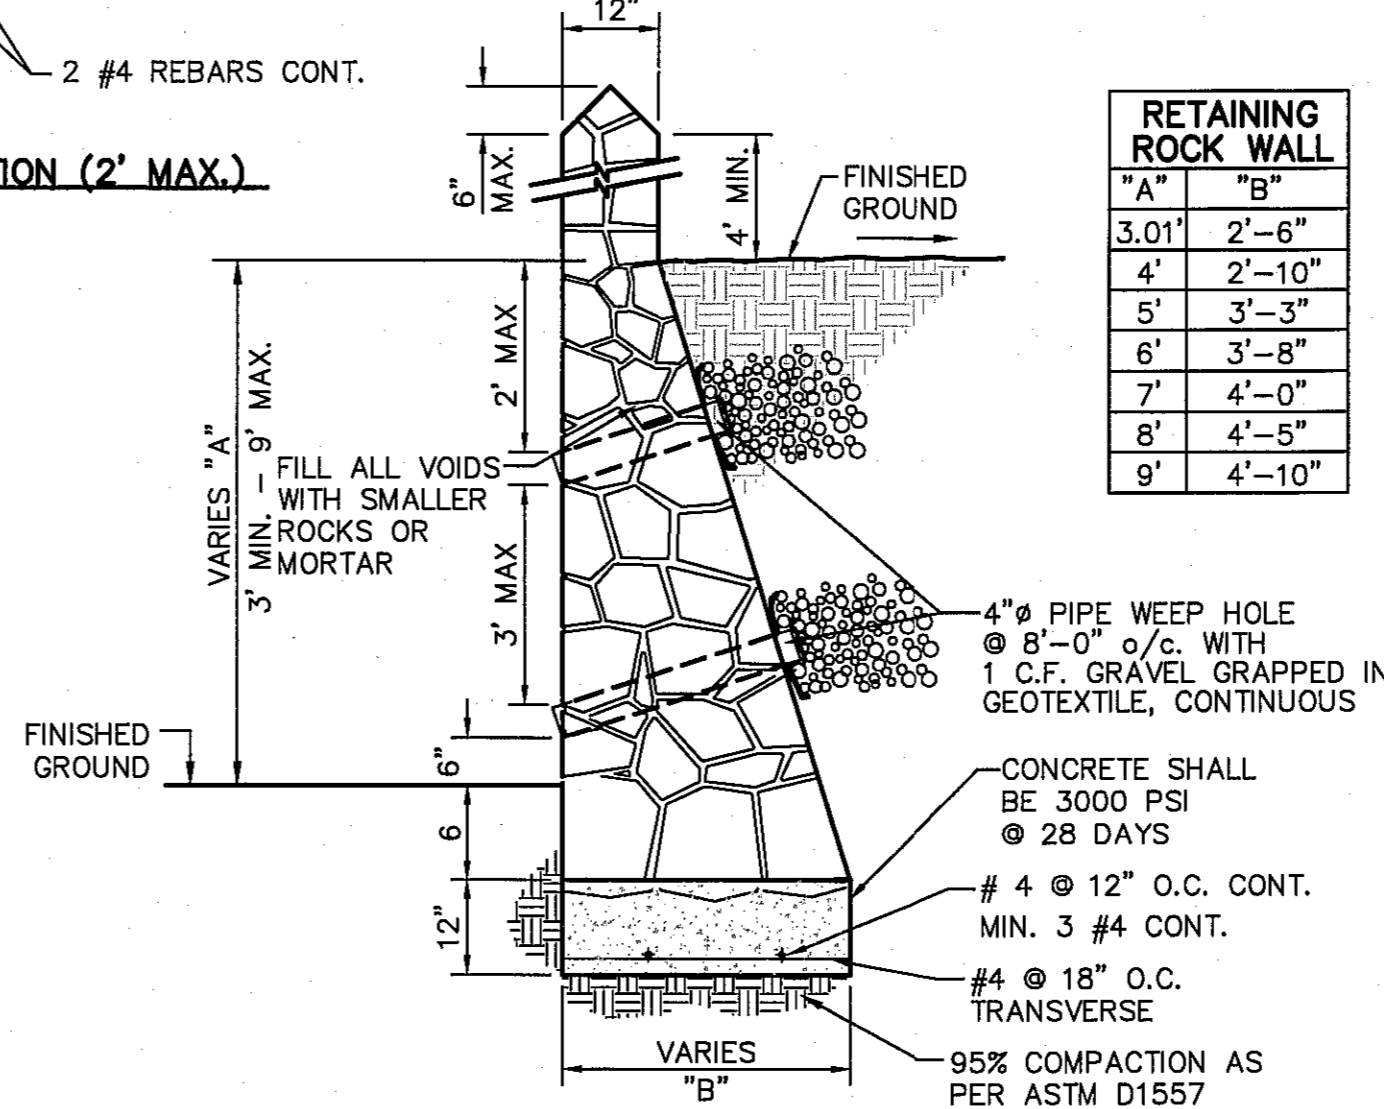 12"
2 #4 REBARS CONT.
TION (2' MAX.)
6"
MAX.
4' MIN.
FINISHED
GROUND
RETAINING
ROCK WALL
"A" "B"
3.01' 2'-6"
4' 2'-10"
5' 3'-3"
6' 3'-8"
7' 4'-0"
8' 4'-5"
9' 4'-10"
VARIES "A"
3' MIN. - 9' MAX.
2' MAX
FILL ALL VOIDS
WITH SMALLER
ROCKS OR
MORTAR
3' MAX
4"ø PIPE WEEP HOLE
@ 8'-0" o/c. WITH
1 C.F. GRAVEL GRAPPED IN
GEOTEXTILE, CONTINUOUS
FINISHED
GROUND
6"
6
12"
CONCRETE SHALL
BE 3000 PSI
@ 28 DAYS
# 4 @ 12" O.C. CONT.
MIN. 3 #4 CONT.
#4 @ 18" O.C.
TRANSVERSE
VARIES
"B"
95% COMPACTION AS
PER ASTM D1557